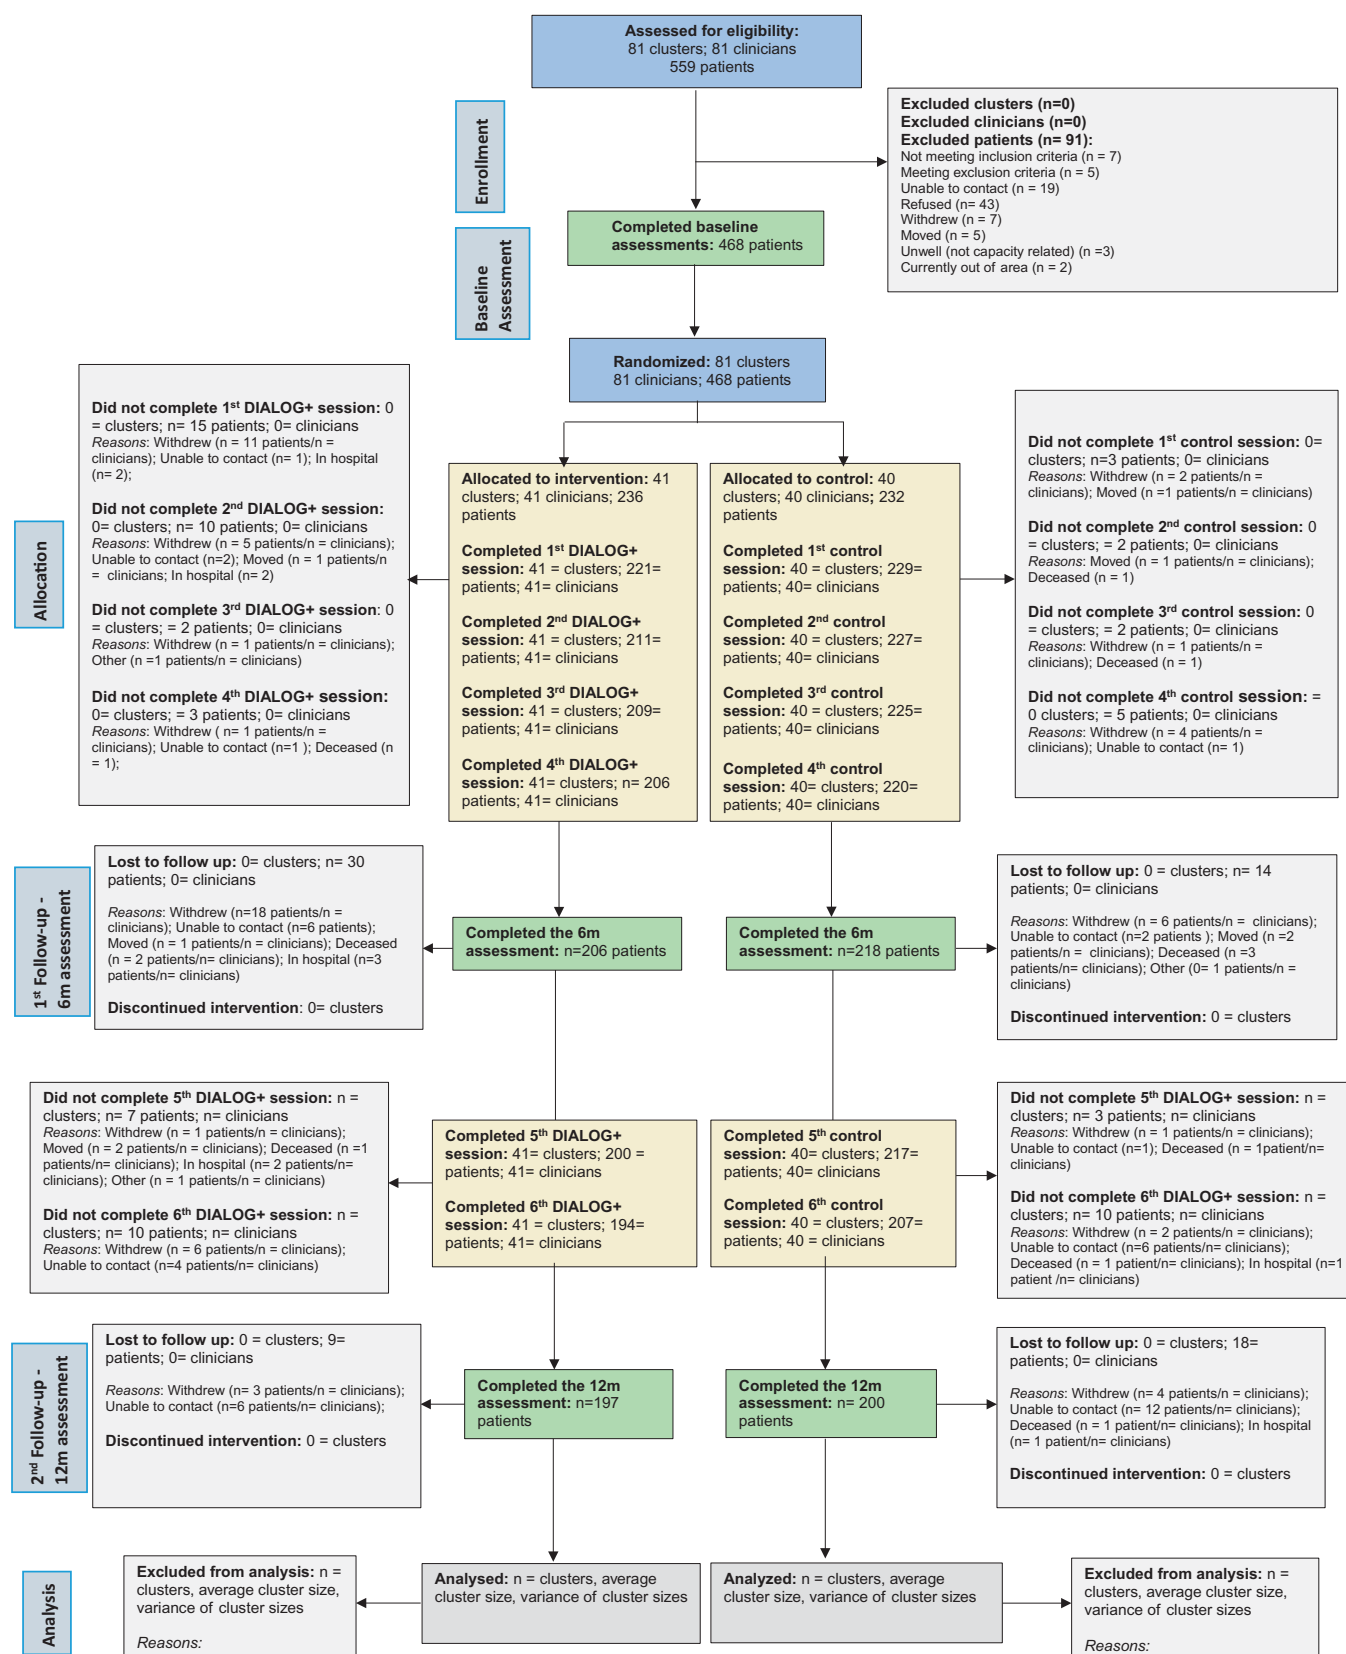 Assessed for eligibility:
81 clusters; 81 clinicians
559 patients
Enrollment
Excluded clusters (n=0)
Excluded clinicians (n=0)
Excluded patients (n= 91):
Not meeting inclusion criteria (n = 7)
Meeting exclusion criteria (n = 5)
Unable to contact (n = 19)
Refused (n= 43)
Withdrew (n = 7)
Moved (n = 5)
Unwell (not capacity related) (n =3)
Currently out of area (n = 2)
Baseline
Assessment
Completed baseline
assessments: 468 patients
Randomized: 81 clusters
81 clinicians; 468 patients
Allocation
Did not complete 1st DIALOG+ session: 0
= clusters; n= 15 patients; 0= clinicians
Reasons: Withdrew (n = 11 patients/n =
clinicians); Unable to contact (n= 1); In hospital
(n= 2);
Did not complete 2nd DIALOG+ session:
0= clusters; n= 10 patients; 0= clinicians
Reasons: Withdrew (n = 5 patients/n = clinicians);
Unable to contact (n=2); Moved (n = 1 patients/n
= clinicians; In hospital (n= 2)
Did not complete 3rd DIALOG+ session: 0
= clusters; = 2 patients; 0= clinicians
Reasons: Withdrew (n = 1 patients/n = clinicians);
Other (n =1 patients/n = clinicians)
Did not complete 4th DIALOG+ session:
0= clusters; = 3 patients; 0= clinicians
Reasons: Withdrew ( n= 1 patients/n =
clinicians); Unable to contact (n=1 ); Deceased (n
= 1);
Allocated to intervention: 41
clusters; 41 clinicians; 236
patients
Completed 1st DIALOG+
session: 41 = clusters; 221=
patients; 41= clinicians
Completed 2nd DIALOG+
session: 41 = clusters; 211=
patients; 41= clinicians
Completed 3rd DIALOG+
session: 41 = clusters; 209=
patients; 41= clinicians
Completed 4th DIALOG+
session: 41= clusters; n= 206
patients; 41= clinicians
Allocated to control: 40
clusters; 40 clinicians; 232
patients
Completed 1st control
session: 40 = clusters; 229=
patients; 40= clinicians
Completed 2nd control
session: 40 = clusters; 227=
patients; 40= clinicians
Completed 3rd control
session: 40 = clusters; 225=
patients; 40= clinicians
Completed 4th control
session: 40= clusters; 220=
patients; 40= clinicians
Did not complete 1st control session: 0=
clusters; n=3 patients; 0= clinicians
Reasons: Withdrew (n = 2 patients/n =
clinicians); Moved (n =1 patients/n = clinicians)
Did not complete 2nd control session: 0
= clusters; = 2 patients; 0= clinicians
Reasons: Moved (n = 1 patients/n = clinicians);
Deceased (n = 1)
Did not complete 3rd control session: 0
= clusters; = 2 patients; 0= clinicians
Reasons: Withdrew (n = 1 patients/n =
clinicians); Deceased (n = 1)
Did not complete 4th control session: =
0 clusters; = 5 patients; 0= clinicians
Reasons: Withdrew (n = 4 patients/n =
clinicians); Unable to contact (n= 1)
1st Follow-up -
6m assessment
Lost to follow up: 0= clusters; n= 30
patients; 0= clinicians
Reasons: Withdrew (n=18 patients/n =
clinicians); Unable to contact (n=6 patients);
Moved (n = 1 patients/n = clinicians); Deceased
(n = 2 patients/n= clinicians); In hospital (n=3
patients/n= clinicians)
Discontinued intervention: 0= clusters
Completed the 6m
assessment: n=206 patients
Completed the 6m
assessment: n=218 patients
Lost to follow up: 0 = clusters; n= 14
patients; 0= clinicians
Reasons: Withdrew (n = 6 patients/n = clinicians);
Unable to contact (n=2 patients ); Moved (n =2
patients/n = clinicians); Deceased (n =3
patients/n= clinicians); Other (0= 1 patients/n =
clinicians)
Discontinued intervention: 0 = clusters
Did not complete 5th DIALOG+ session: n =
clusters; n= 7 patients; n= clinicians
Reasons: Withdrew (n = 1 patients/n = clinicians);
Moved (n = 2 patients/n = clinicians); Deceased (n =1
patients/n= clinicians); In hospital (n= 2 patients/n=
clinicians); Other (n = 1 patients/n = clinicians)
Did not complete 6th DIALOG+ session: n =
clusters; n= 10 patients; n= clinicians
Reasons: Withdrew (n = 6 patients/n = clinicians);
Unable to contact (n=4 patients/n= clinicians)
Completed 5th DIALOG+
session: 41= clusters; 200 =
patients; 41= clinicians
Completed 6th DIALOG+
session: 41 = clusters; 194=
patients; 41= clinicians
Completed 5th control
session: 40= clusters; 217=
patients; 40= clinicians
Completed 6th control
session: 40 = clusters; 207=
patients; 40 = clinicians
Did not complete 5th DIALOG+ session: n =
clusters; n= 3 patients; n= clinicians
Reasons: Withdrew (n = 1 patients/n = clinicians);
Unable to contact (n=1); Deceased (n = 1patient/n=
clinicians)
Did not complete 6th DIALOG+ session: n =
clusters; n= 10 patients; n= clinicians
Reasons: Withdrew (n = 2 patients/n = clinicians);
Unable to contact (n=6 patients/n= clinicians);
Deceased (n = 1 patient/n= clinicians); In hospital (n=1
patient /n= clinicians)
2nd Follow-up -
12m assessment
Lost to follow up: 0 = clusters; 9=
patients; 0= clinicians
Reasons: Withdrew (n= 3 patients/n = clinicians);
Unable to contact (n=6 patients/n= clinicians);
Discontinued intervention: 0 = clusters
Completed the 12m
assessment: n=197
patients
Completed the 12m
assessment: n= 200
patients
Lost to follow up: 0 = clusters; 18=
patients; 0= clinicians
Reasons: Withdrew (n= 4 patients/n = clinicians);
Unable to contact (n= 12 patients/n= clinicians);
Deceased (n = 1 patient/n= clinicians); In hospital
(n= 1 patient/n= clinicians)
Discontinued intervention: 0 = clusters
Analysis
Excluded from analysis: n =
clusters, average cluster size,
variance of cluster sizes
Reasons:
Analysed: n = clusters, average
cluster size, variance of cluster sizes
Analyzed: n = clusters, average
cluster size, variance of cluster sizes
Excluded from analysis: n =
clusters, average cluster size,
variance of cluster sizes
Reasons: